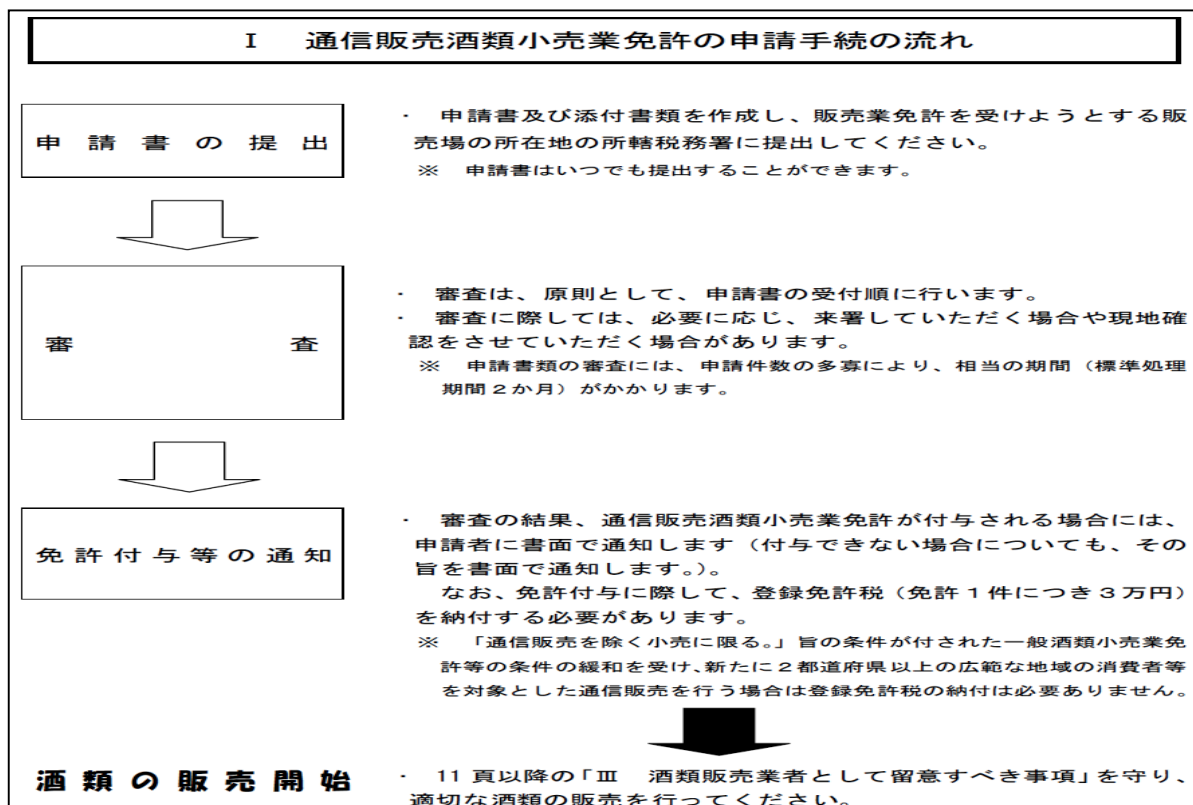 Ⅰ　通信販売酒類小売業免許の申請手続の流れ
申請書の提出
・　申請書及び添付書類を作成し、販売業免許を受けようとする販
売場の所在地の所轄税務署に提出してください。
※　申請書はいつでも提出することができます。
審査
・　審査は、原則として、申請書の受付順に行います。
・　審査に際しては、必要に応じ、来署していただく場合や現地確
認をさせていただく場合があります。
※　申請書類の審査には、申請件数の多寡により、相当の期間（標準処理
期間２か月）がかかります。
免許付与等の通知
・　審査の結果、通信販売酒類小売業免許が付与される場合には、
申請者に書面で通知します（付与できない場合についても、その
旨を書面で通知します。）。
なお、免許付与に際して、登録免許税（免許１件につき３万円）
を納付する必要があります。
※　「通信販売を除く小売に限る。」旨の条件が付された一般酒類小売業免
許等の条件の緩和を受け、新たに２都道府県以上の広範な地域の消費者等
を対象とした通信販売を行う場合は登録免許税の納付は必要ありません。
酒類の販売開始
・　11 頁以降の「Ⅲ　酒類販売業者として留意すべき事項」を守り、
適切な酒類の販売を行ってください。